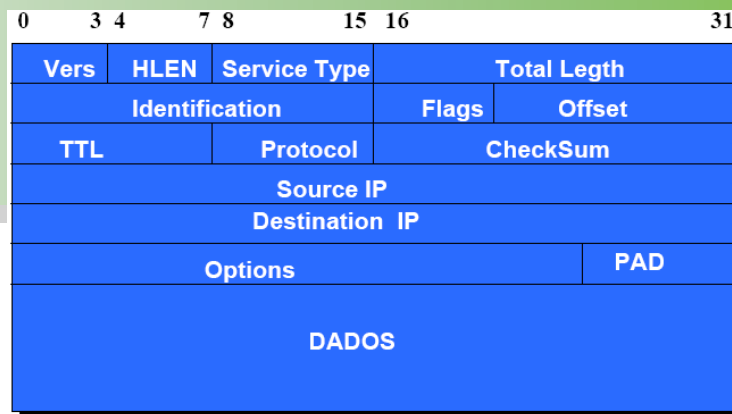 0 3 4 7 8 15 16 31
Vers HLEN Service Type Total Legth
Identification Flags Offset
TTL Protocol CheckSum
Source IP
Destination IP
Options PAD
DADOS